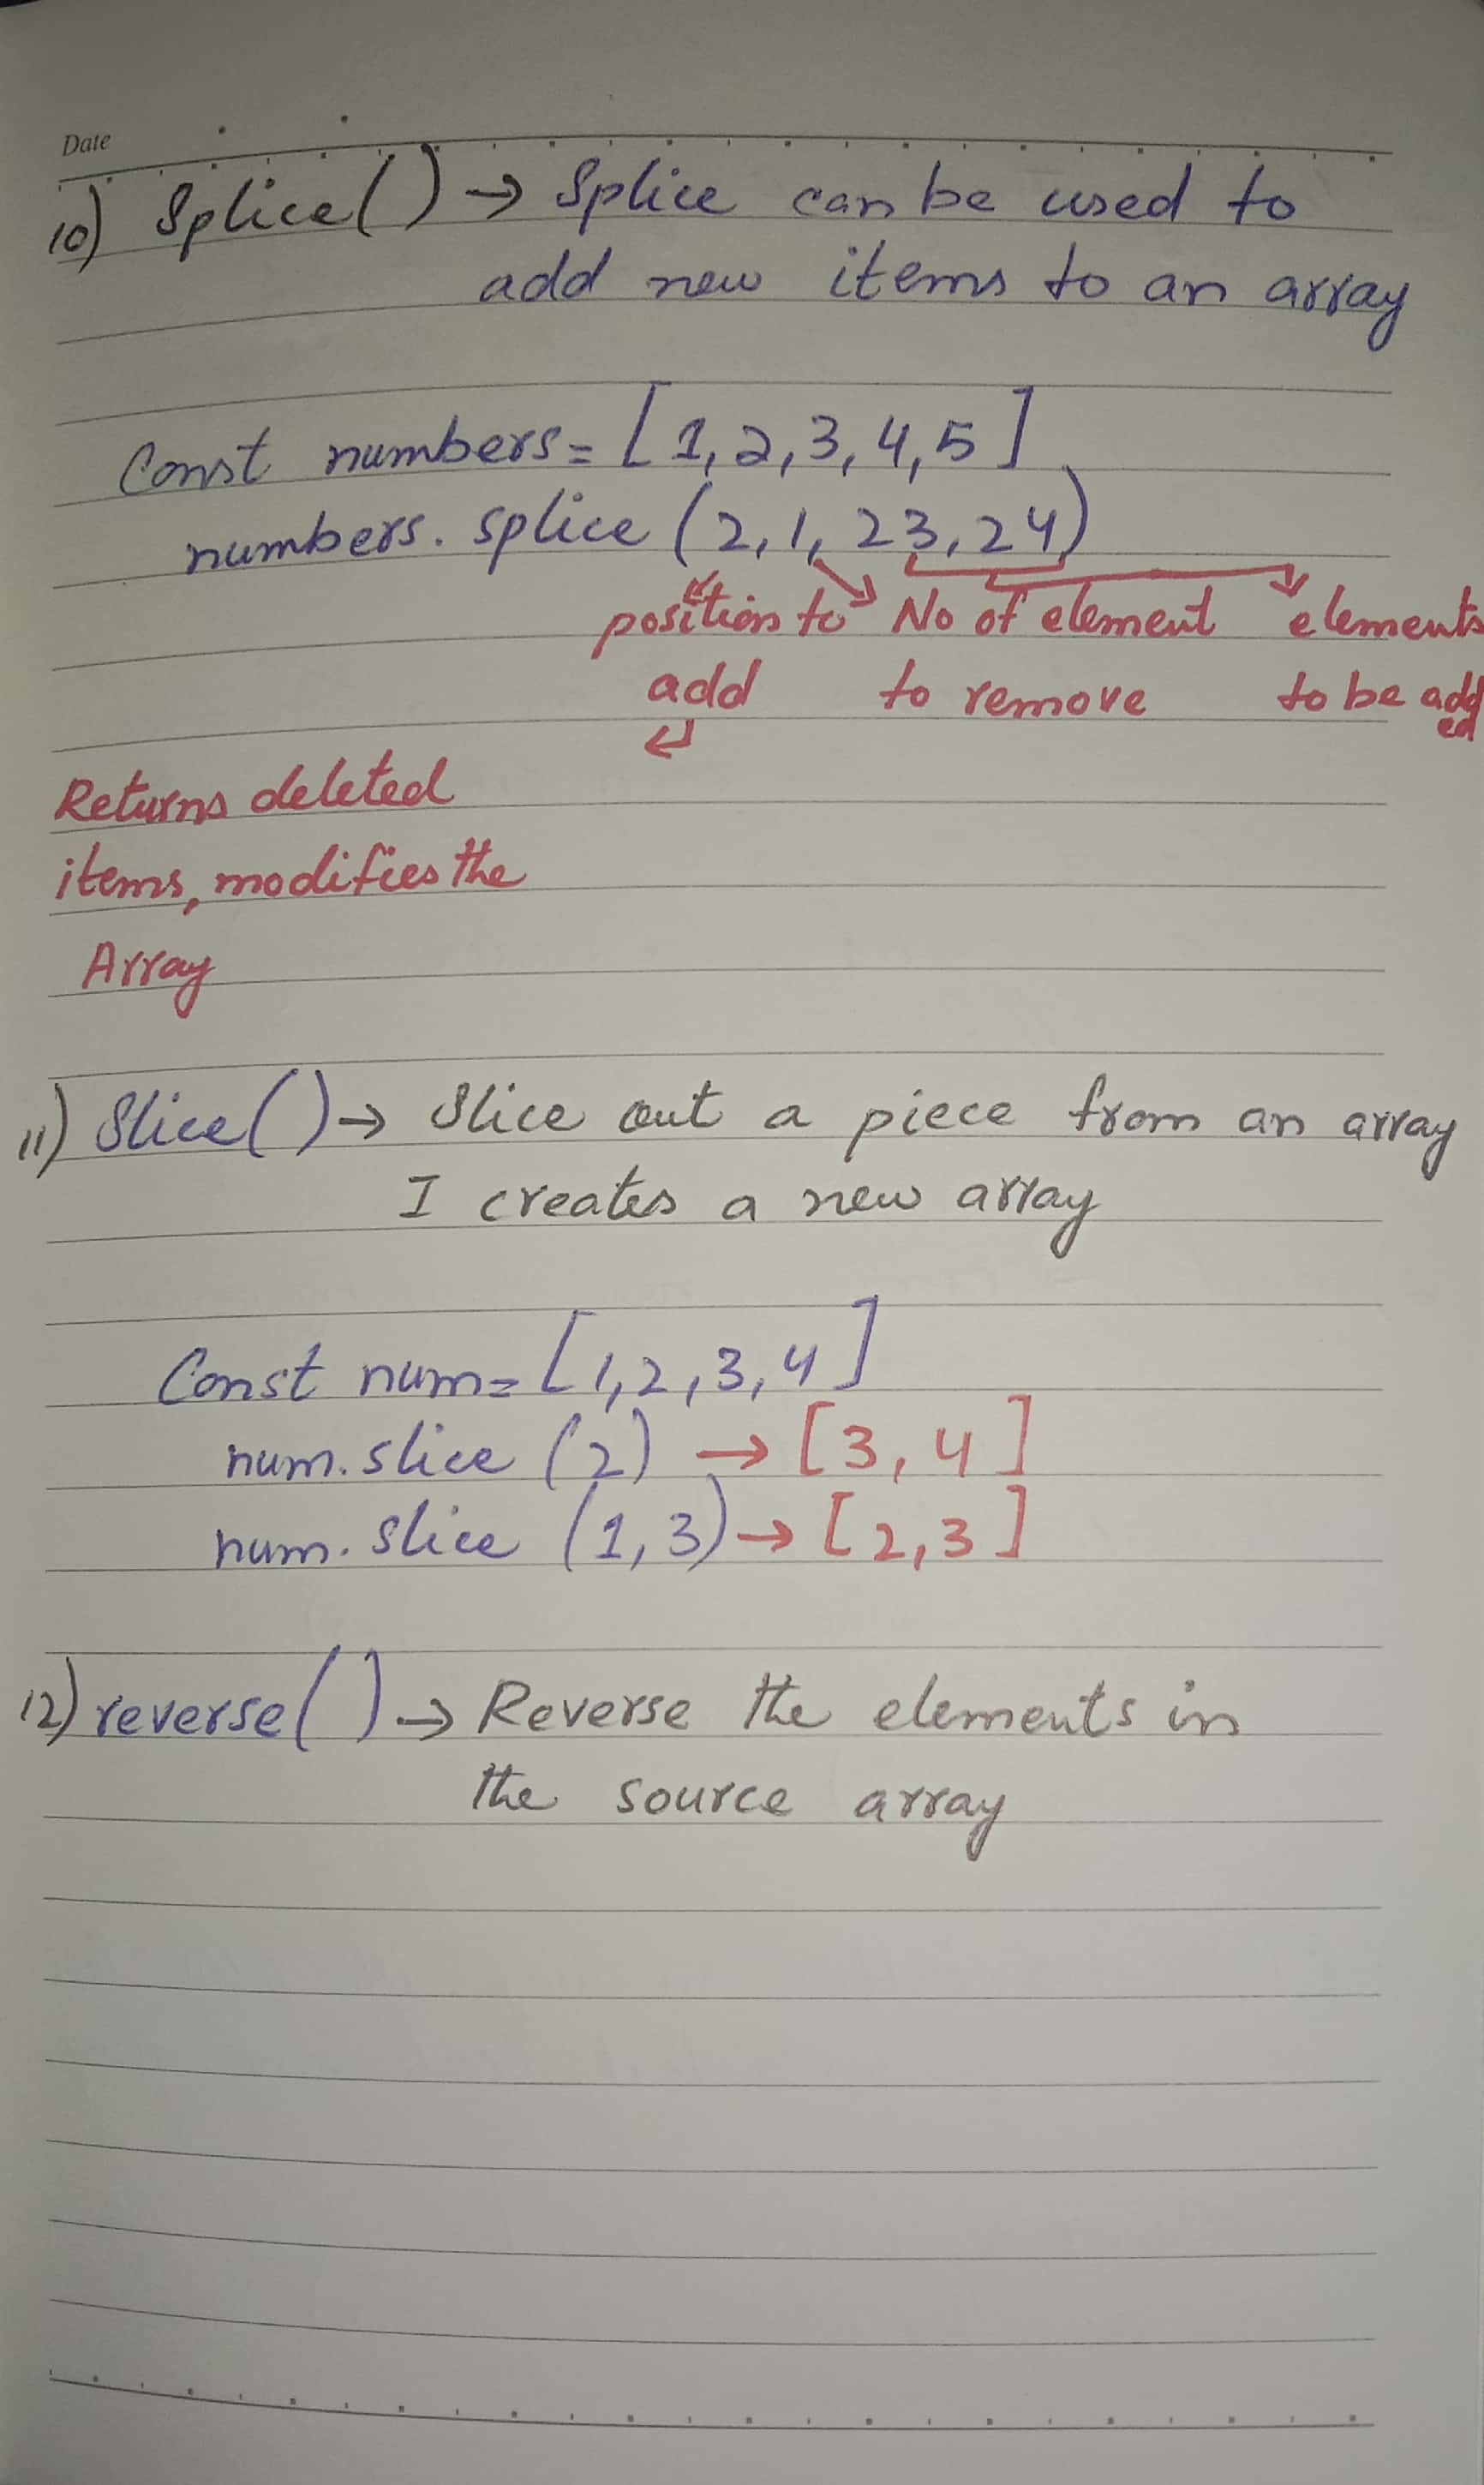 Date
10) Splice() → Splice can be used to
add new items to an array
Const numbers = [1, 2, 3, 4, 5]
numbers. splice (2, 1, 23, 24)
position to No of element elements
add to remove to be added
Returns deleted
items, modifies the
Array
11) Slice() → Slice out a piece from an array
I creates a new array
Const num = [1, 2, 3, 4]
num. slice (2) → [3, 4]
num. slice (1, 3) → [2, 3]
12) reverse() → Reverse the elements in
the source array